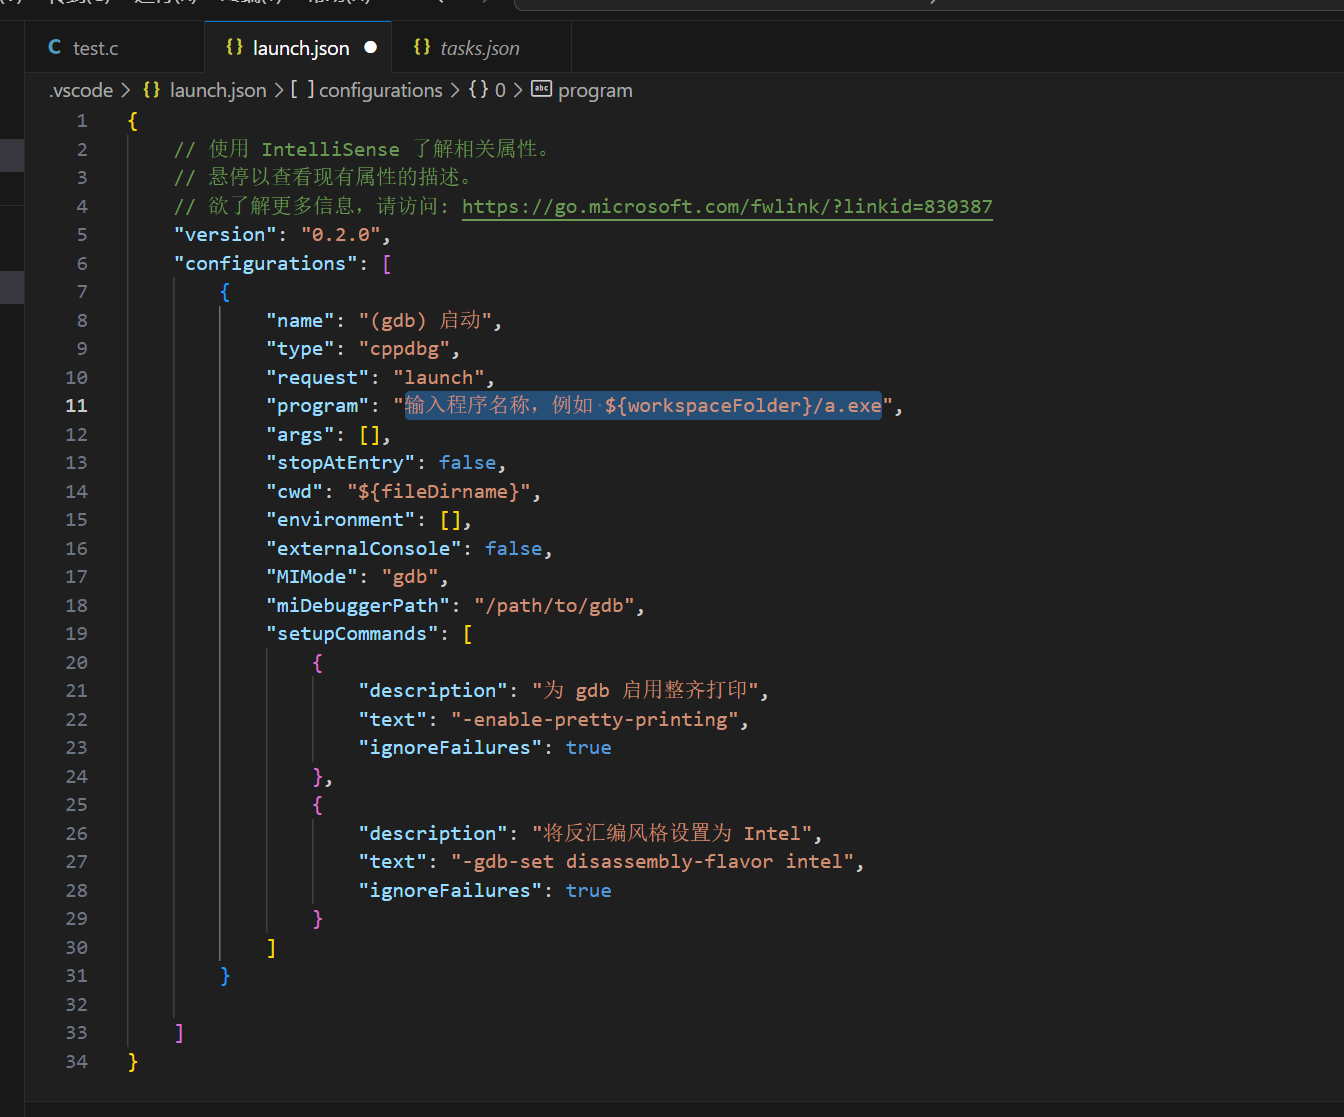 C test.c
{} launch.json ●
{} tasks.json
.vscode > {} launch.json > [ ] configurations > {} 0 > abc program
1 {
2 // 使用 IntelliSense 了解相关属性。
3 // 悬停以查看现有属性的描述。
4 // 欲了解更多信息，请访问: https://go.microsoft.com/fwlink/?linkid=830387
5 "version": "0.2.0",
6 "configurations": [
7 {
8 "name": "(gdb) 启动",
9 "type": "cppdbg",
10 "request": "launch",
11 "program": "输入程序名称，例如 ${workspaceFolder}/a.exe",
12 "args": [],
13 "stopAtEntry": false,
14 "cwd": "${fileDirname}",
15 "environment": [],
16 "externalConsole": false,
17 "MIMode": "gdb",
18 "miDebuggerPath": "/path/to/gdb",
19 "setupCommands": [
20 {
21 "description": "为 gdb 启用整齐打印",
22 "text": "-enable-pretty-printing",
23 "ignoreFailures": true
24 },
25 {
26 "description": "将反汇编风格设置为 Intel",
27 "text": "-gdb-set disassembly-flavor intel",
28 "ignoreFailures": true
29 }
30 ]
31 }
32
33 ]
34 }